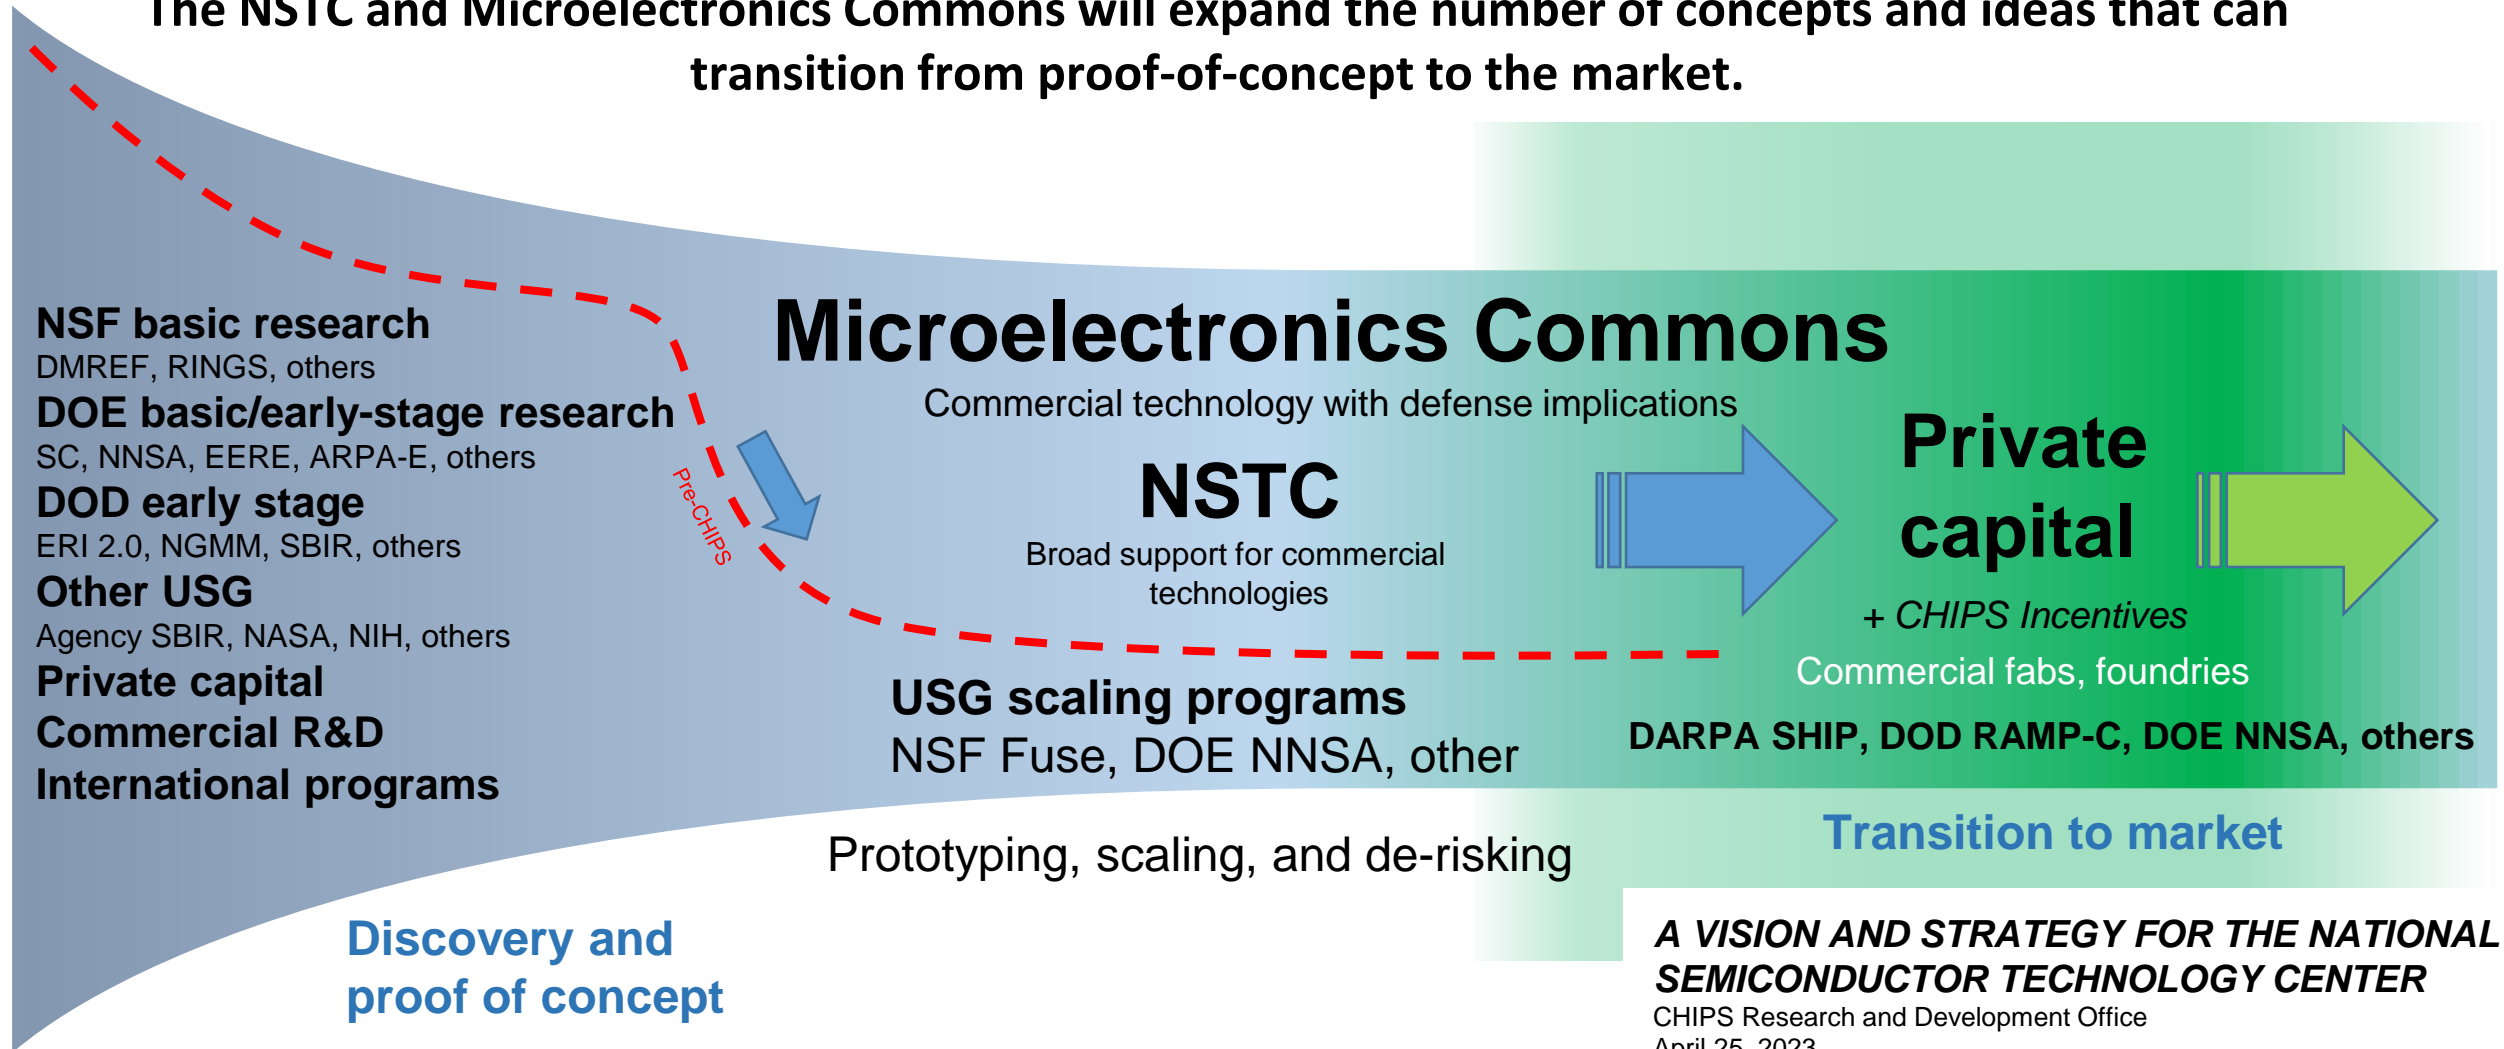 The NSTC and Microelectronics Commons will expand the number of concepts and ideas that can
transition from proof-of-concept to the market.
NSF basic research
DMREF, RINGS, others
DOE basic/early-stage research
SC, NNSA, EERE, ARPA-E, others
DOD early stage
ERI 2.0, NGMM, SBIR, others
Other USG
Agency SBIR, NASA, NIH, others
Private capital
Commercial R&D
International programs
Pre-CHIPS
Microelectronics Commons
Commercial technology with defense implications
NSTC
Broad support for commercial
technologies
USG scaling programs
NSF Fuse, DOE NNSA, other
Private
capital
+ CHIPS Incentives
Commercial fabs, foundries
DARPA SHIP, DOD RAMP-C, DOE NNSA, others
Discovery and
proof of concept
Prototyping, scaling, and de-risking
Transition to market
A VISION AND STRATEGY FOR THE NATIONAL
SEMICONDUCTOR TECHNOLOGY CENTER
CHIPS Research and Development Office
April 25, 2023